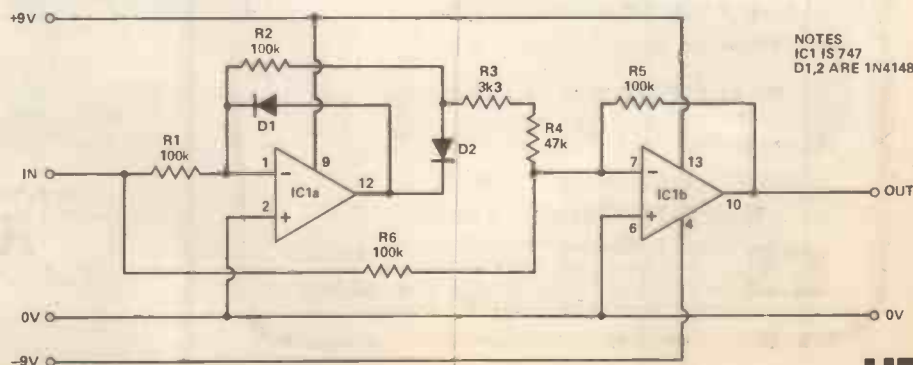 +9V
R2
100k
R3
3k3
R5
100k
NOTES
IC1 IS 747
D1,2 ARE 1N4148
D1
R4
47k
R1
100k
D2
IN
1
9
12
IC1a
2
7
13
IC1b
10
6
4
OUT
R6
100k
0V
0V
-9V